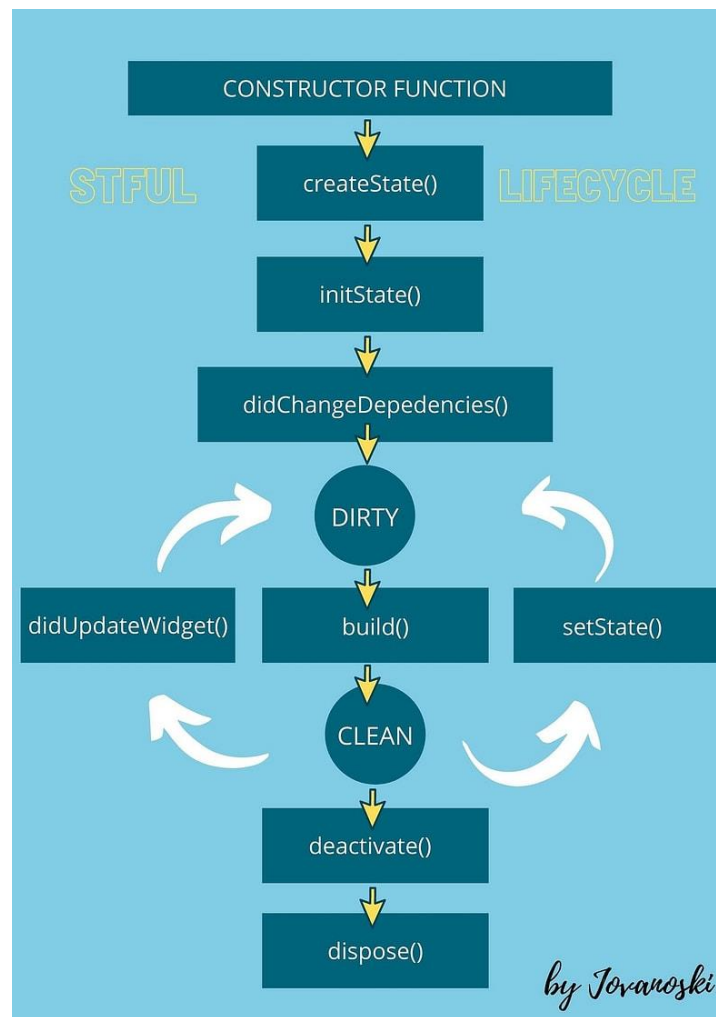 CONSTRUCTOR FUNCTION
STFUL
createState()
LIFECYCLE
initState()
didChangeDepedencies()
DIRTY
didUpdateWidget()
build()
setState()
CLEAN
deactivate()
dispose()
by Jovanoski